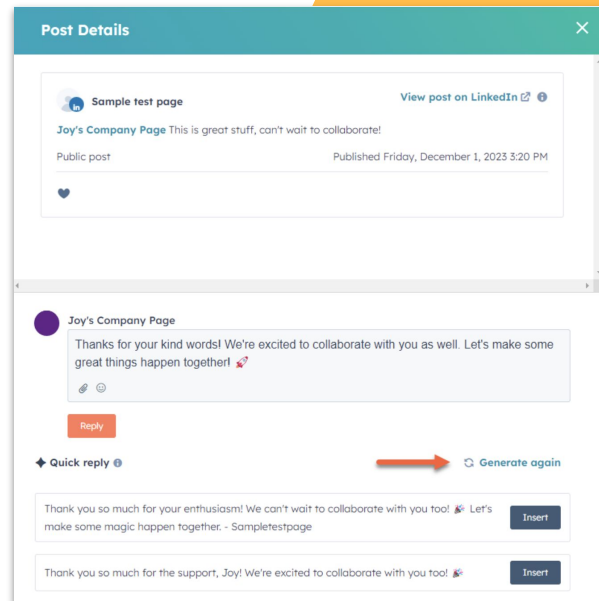 Post Details
Sample test page
View post on LinkedIn
Joy's Company Page This is great stuff, can't wait to collaborate!
Public post
Published Friday, December 1, 2023 3:20 PM
Joy's Company Page
Thanks for your kind words! We're excited to collaborate with you as well. Let's make some
great things happen together! 🚀
Reply
Quick reply
Generate again
Thank you so much for your enthusiasm! We can't wait to collaborate with you too! 🎉 Let's
make some magic happen together. - Sampletestpage
Insert
Thank you so much for the support, Joy! We're excited to collaborate with you too! 🎉
Insert